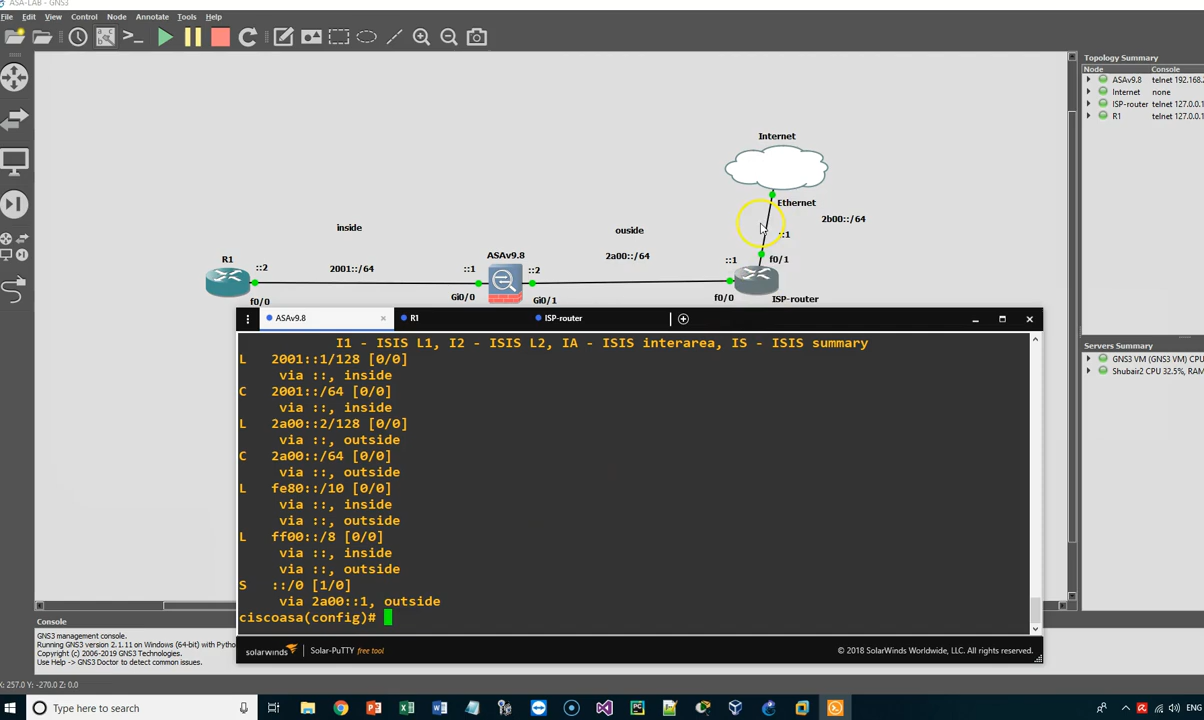 ASA-LAB - GNS3
File Edit View Control Node Annotate Tools Help
Topology Summary
Node Console
ASAv9.8 telnet 192.168.2
Internet none
ISP-router telnet 127.0.0.1
R1 telnet 127.0.0.1
Internet
Ethernet
2b00::/64
::1
f0/1
inside
ouside
R1
::2
2001::/64
::1
ASAv9.8
::2
2a00::/64
::1
f0/0
Gi0/0
Gi0/1
f0/0
ISP-router
ASAv9.8 × R1 ISP-router
I1 - ISIS L1, I2 - ISIS L2, IA - ISIS interarea, IS - ISIS summary
L 2001::1/128 [0/0]
via ::, inside
C 2001::/64 [0/0]
via ::, inside
L 2a00::2/128 [0/0]
via ::, outside
C 2a00::/64 [0/0]
via ::, outside
L fe80::/10 [0/0]
via ::, inside
via ::, outside
L ff00::/8 [0/0]
via ::, inside
via ::, outside
S ::/0 [1/0]
via 2a00::1, outside
ciscoasa(config)#
solarwinds Solar-PuTTY free tool
© 2018 SolarWinds Worldwide, LLC. All rights reserved.
Servers Summary
GNS3 VM (GNS3 VM) CPU
Shubair2 CPU 32.5%, RAM
Console
GNS3 management console.
Running GNS3 version 2.1.11 on Windows (64-bit) with Pytho
Copyright (c) 2006-2019 GNS3 Technologies.
Use Help -> GNS3 Doctor to detect common issues.
X: 257.0 Y: -270.0 Z: 0.0
Type here to search
ENG